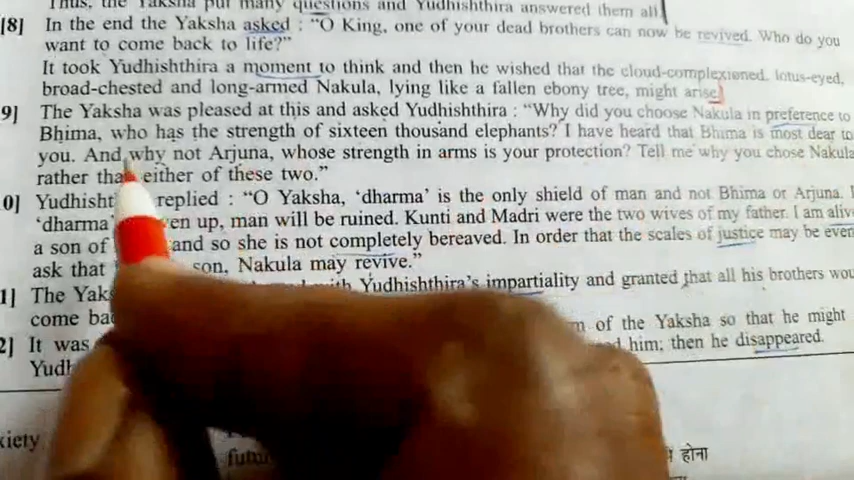 Thus, the Yaksha put many questions and Yudhishthira answered them all
[8] In the end the Yaksha asked : “O King, one of your dead brothers can now be revived. Who do you
want to come back to life?”
It took Yudhishthira a moment to think and then he wished that the cloud-complexioned, lotus-eyed,
broad-chested and long-armed Nakula, lying like a fallen ebony tree, might arise.
9] The Yaksha was pleased at this and asked Yudhishthira : “Why did you choose Nakula in preference to
Bhima, who has the strength of sixteen thousand elephants? I have heard that Bhima is most dear to
you. And why not Arjuna, whose strength in arms is your protection? Tell me why you chose Nakula
rather than either of these two.”
0] Yudhisht replied : “O Yaksha, ‘dharma’ is the only shield of man and not Bhima or Arjuna. I
‘dharma’ en up, man will be ruined. Kunti and Madri were the two wives of my father. I am aliv
a son of and so she is not completely bereaved. In order that the scales of justice may be even
ask that son, Nakula may revive.”
1] The Yak with Yudhishthira’s impartiality and granted that all his brothers wou
come ba of the Yaksha so that he might
2] It was him; then he disappeared.
Yudh
xiety
futu
होना